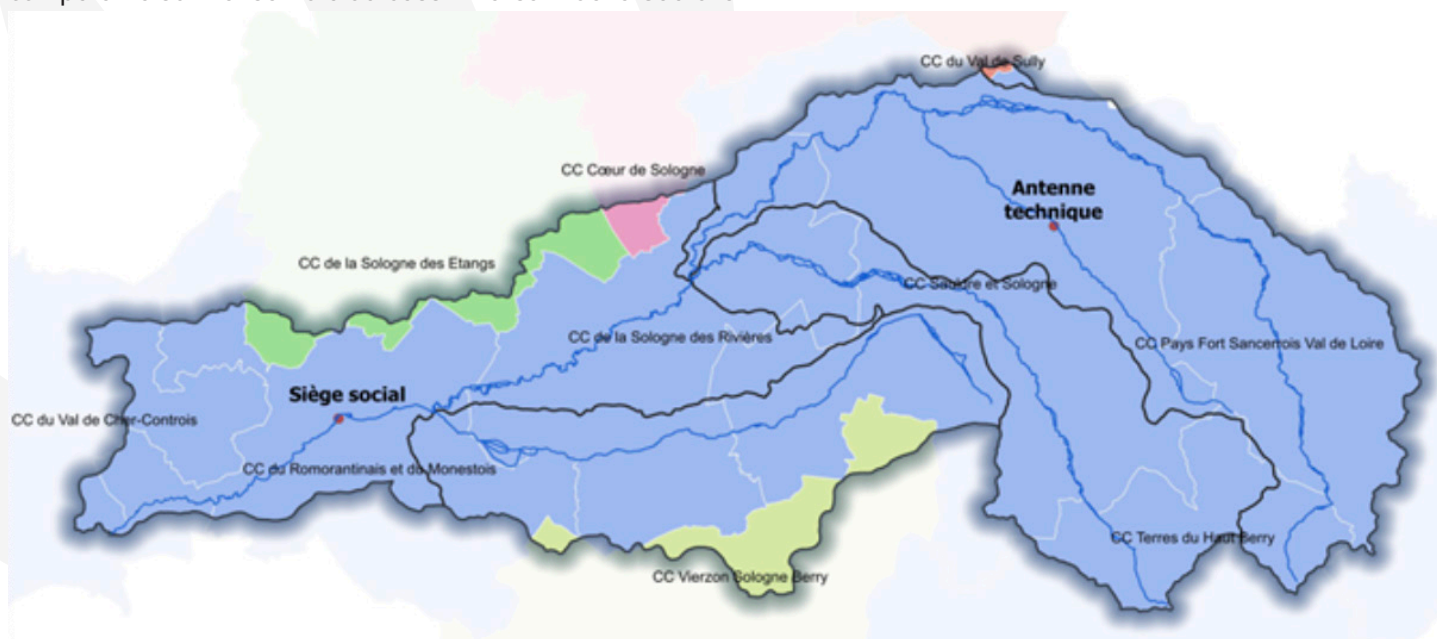 CC du Val de Sully
CC Cœur de Sologne
Antenne
technique
CC de la Sologne des Etangs
CC Sauldre et Sologne
CC de la Sologne des Rivières
CC Pays Fort Sancerrois Val de Loire
Siège social
CC du Val de Cher-Controis
CC du Romorantinais et du Monestois
CC Terres du Haut Berry
CC Vierzon Sologne Berry